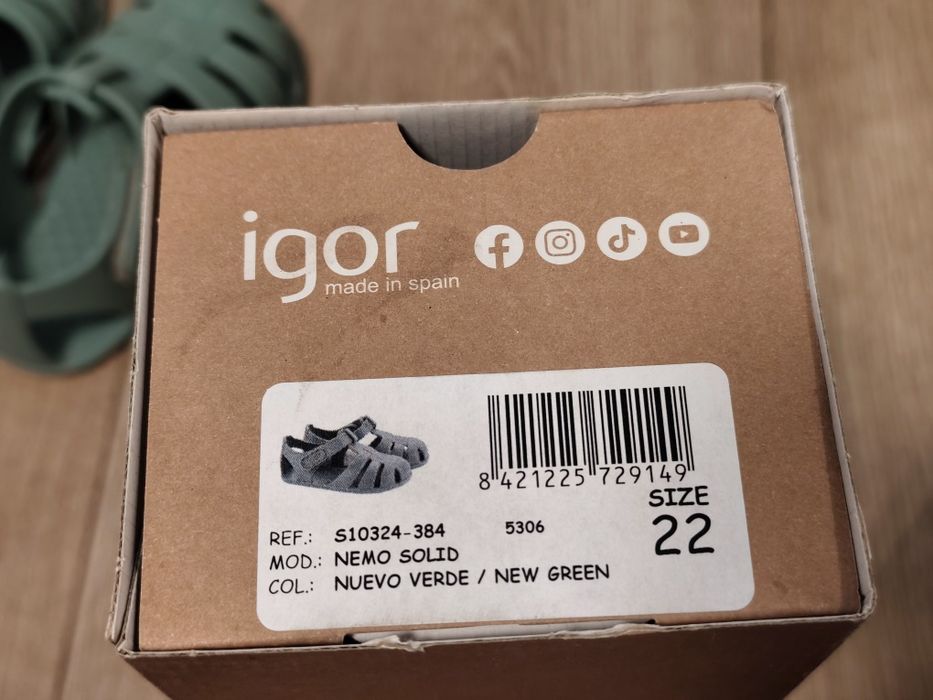 igor
made in spain
8 421225 729149
SIZE
22
REF.: S10324-384 5306
MOD.: NEMO SOLID
COL.: NUEVO VERDE / NEW GREEN